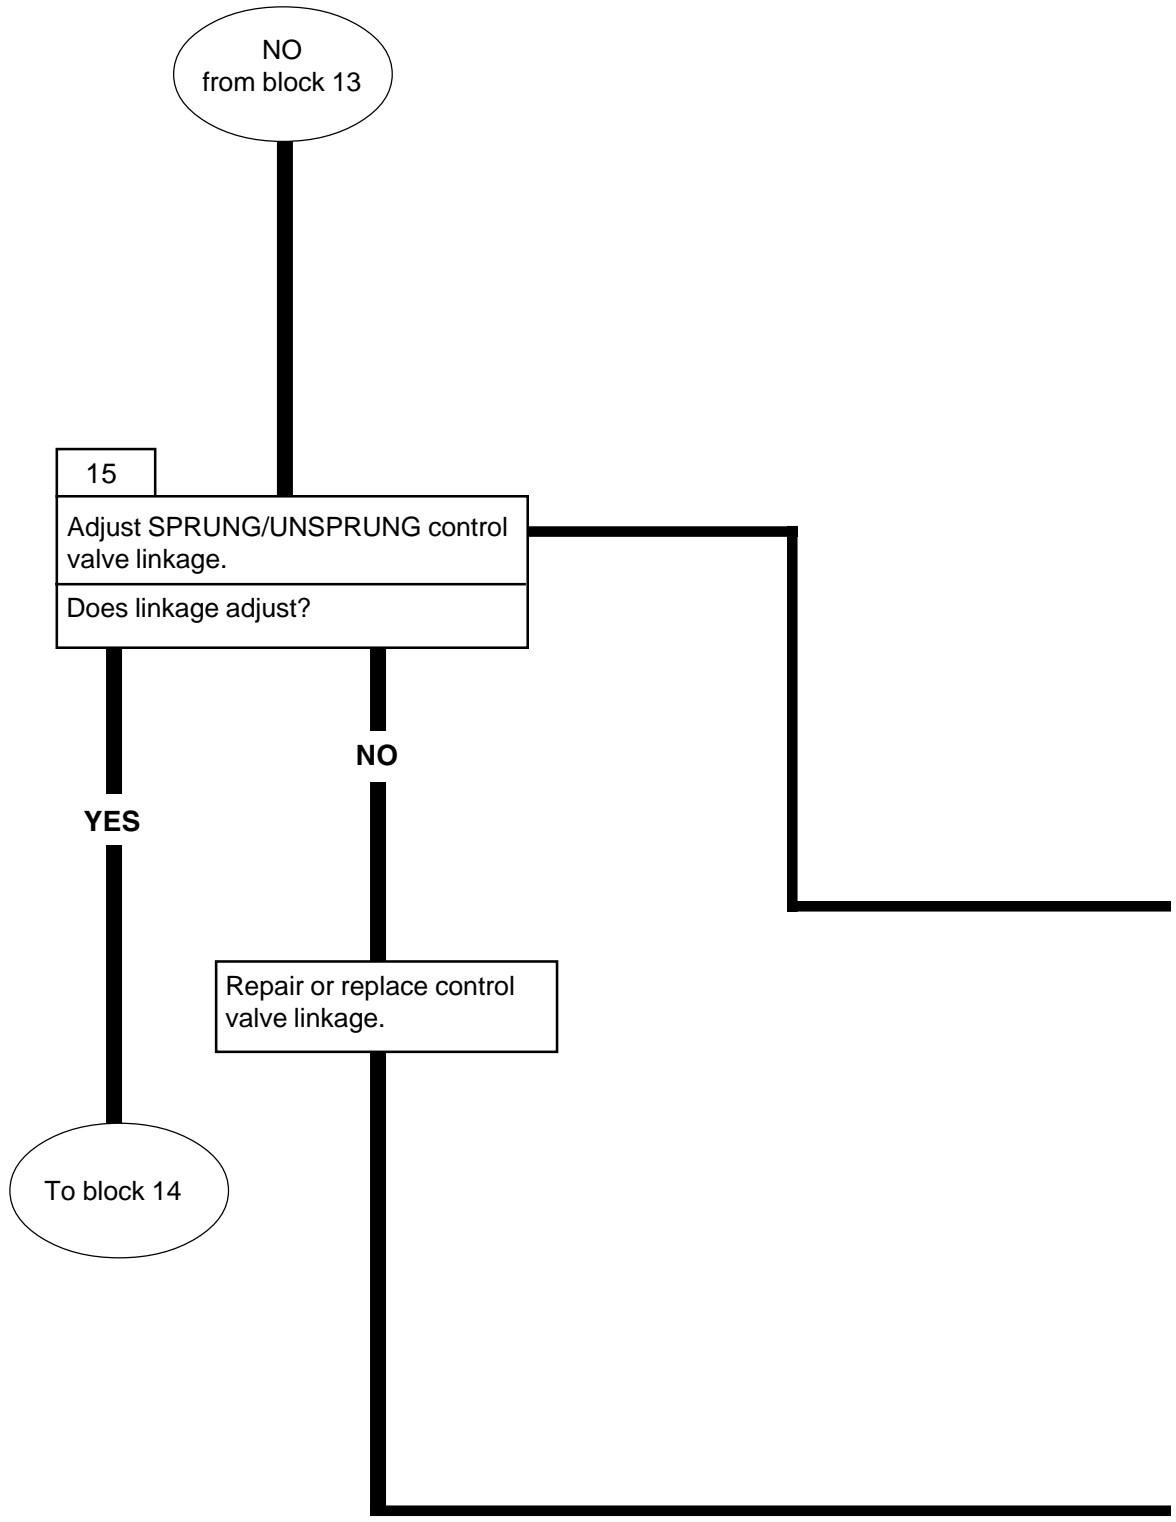 NO
from block 13
15
Adjust SPRUNG/UNSPRUNG control
valve linkage.
Does linkage adjust?
NO
YES
Repair or replace control
valve linkage.
To block 14